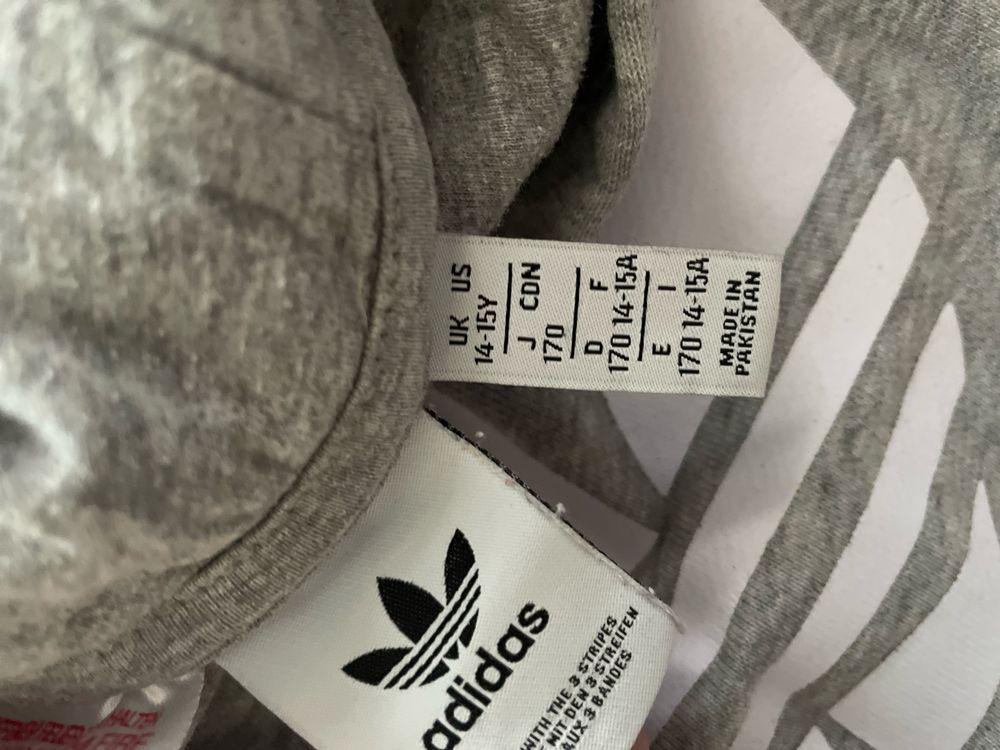 UK US
14-15Y
J CDN
170
D F
170 14-15A
E I
170 14-15A
MADE IN
PAKISTAN
adidas
WITH THE 3 STRIPES
MIT DEN 3 STREIFEN
AUX 3 BANDES